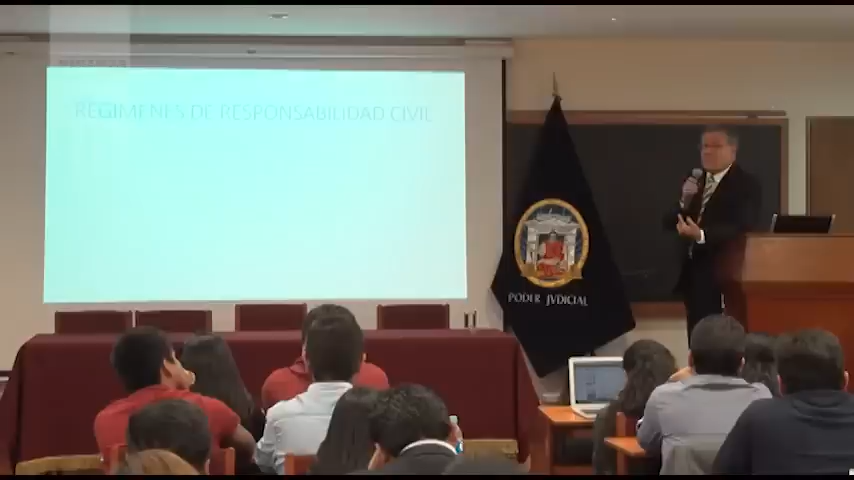 REGIMENES DE RESPONSABILIDAD CIVIL
PODER JUDICIAL